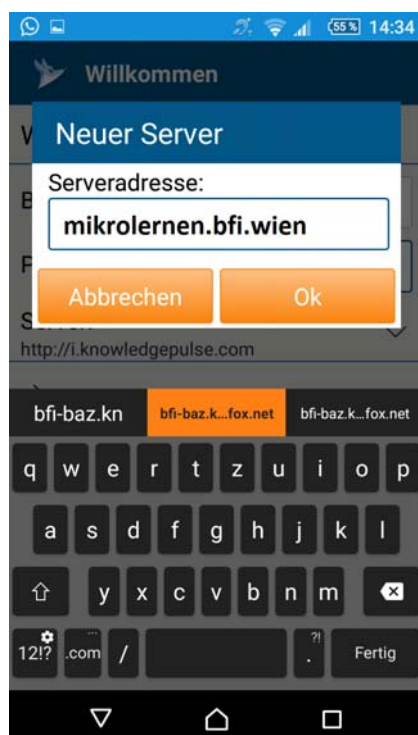 55% 14:34
Willkommen
W
Neuer Server
Serveradresse:
B
mikrolernen.bfi.wien
P
Abbrechen Ok
http://i.knowledgepulse.com
bfi-baz.kn bfi-baz.k...fox.net bfi-baz.k...fox.net
q w e r t z u i o p
a s d f g h j k l
y x c v b n m
12!? .com / . ?! Fertig